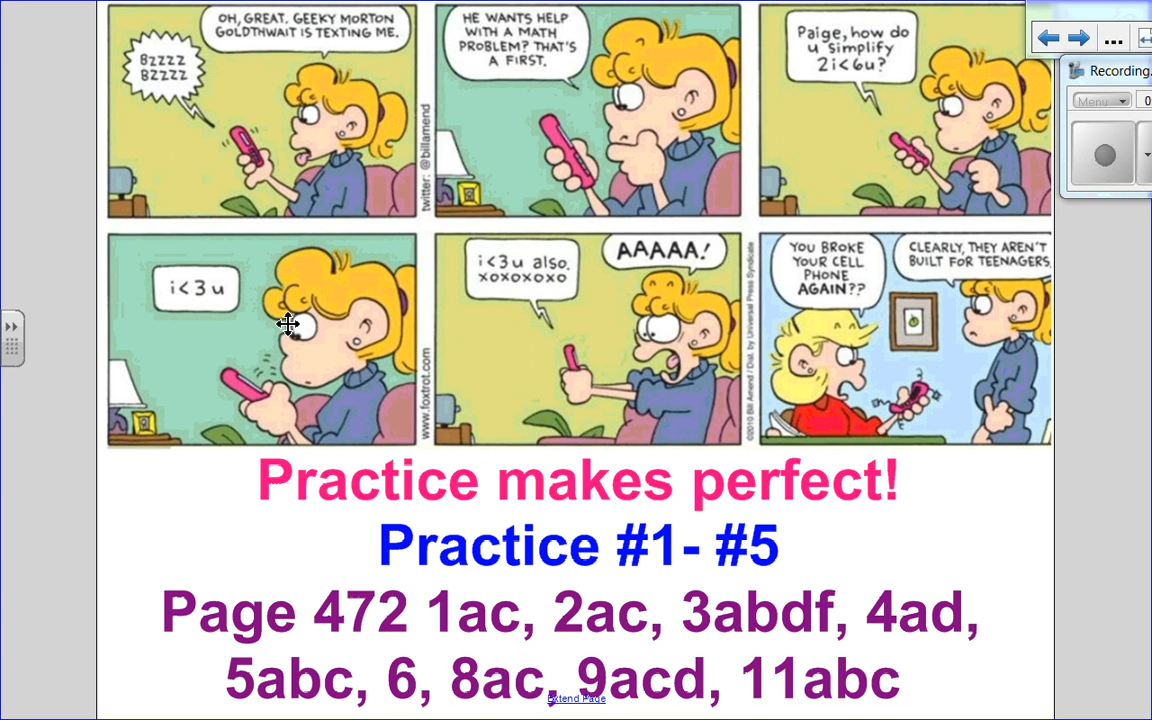 BZZZZ
BZZZZ
OH, GREAT. GEEKY MORTON
GOLDTHWAIT IS TEXTING ME.
twitter: @billamend
HE WANTS HELP
WITH A MATH
PROBLEM? THAT'S
A FIRST.
Paige, how do
u simplify
2i<6u?
i<3 u
www.foxtrot.com
i<3 u also.
xoxoxoxo
AAAAA!
©2010 Bill Amend / Dist. by Universal Press Syndicate
YOU BROKE
YOUR CELL
PHONE
AGAIN??
CLEARLY, THEY AREN'T
BUILT FOR TEENAGERS.
Practice makes perfect!
Practice #1- #5
Page 472 1ac, 2ac, 3abdf, 4ad,
5abc, 6, 8ac, 9acd, 11abc
Extend Page
...
Recording.
Menu
0